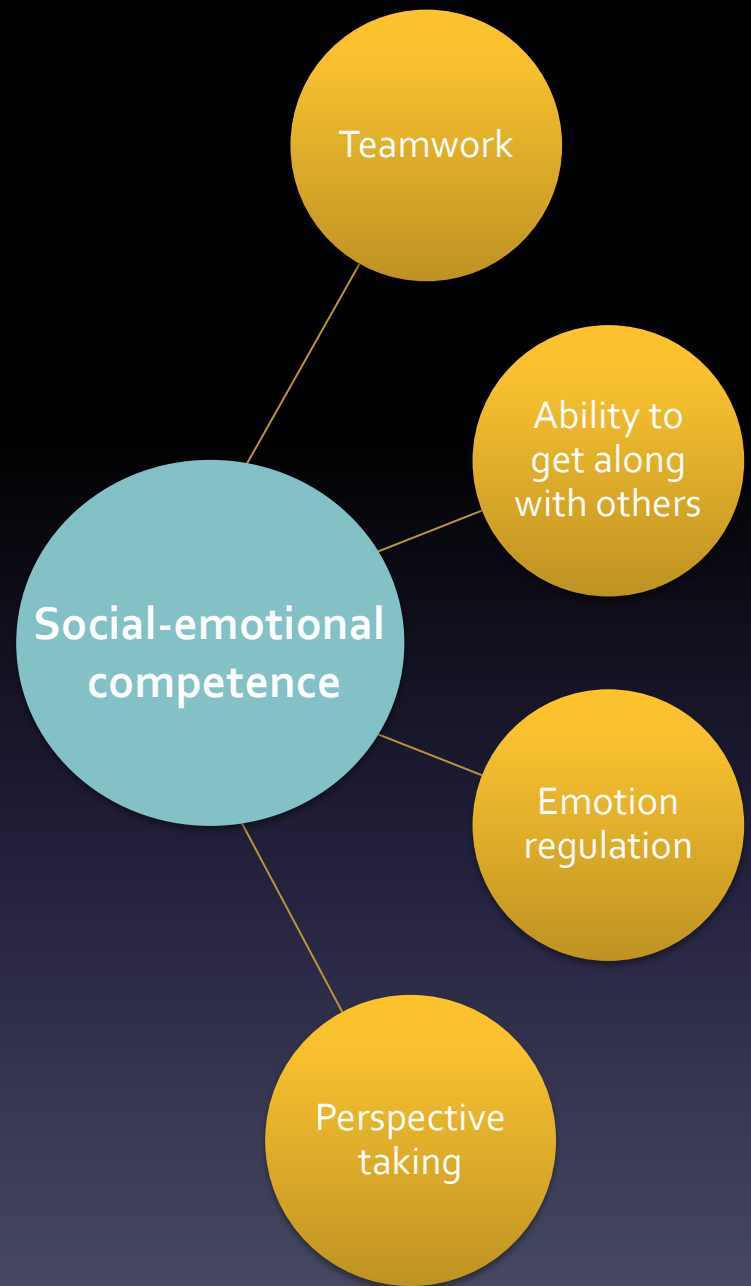 Teamwork
Ability to
get along
with others
Social-emotional
competence
Emotion
regulation
Perspective
taking